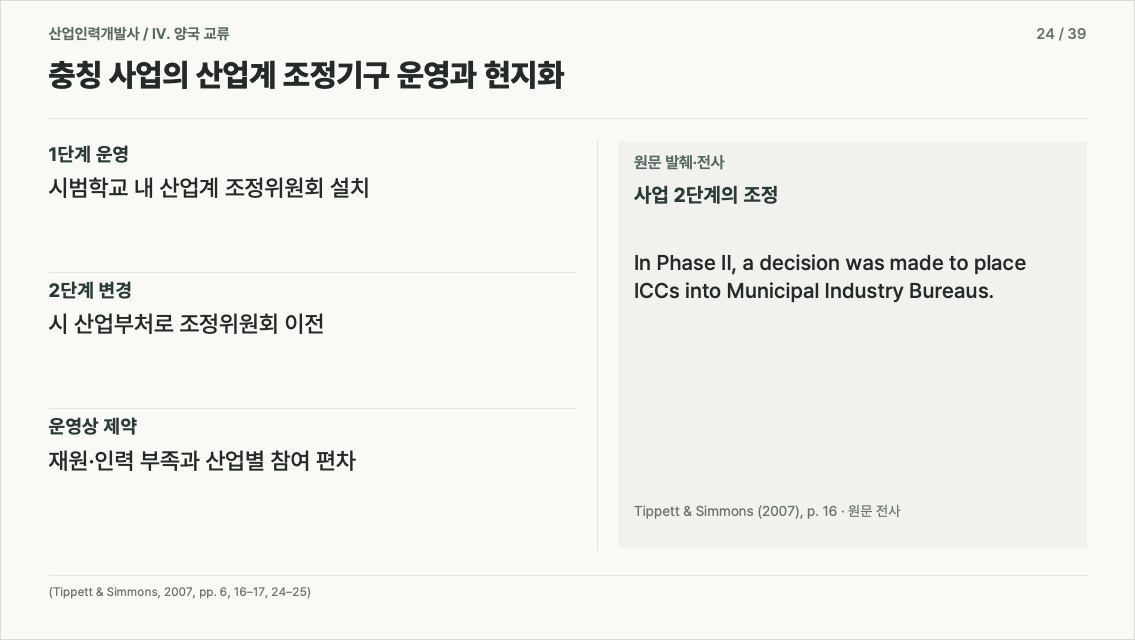 산업인력개발사 / IV. 양국 교류
24 / 39
충칭 사업의 산업계 조정기구 운영과 현지화
1단계 운영
시범학교 내 산업계 조정위원회 설치
2단계 변경
시 산업부처로 조정위원회 이전
운영상 제약
재원·인력 부족과 산업별 참여 편차
원문 발췌·전사
사업 2단계의 조정
In Phase II, a decision was made to place
ICCs into Municipal Industry Bureaus.
Tippett & Simmons (2007), p. 16 · 원문 전사
(Tippett & Simmons, 2007, pp. 6, 16–17, 24–25)